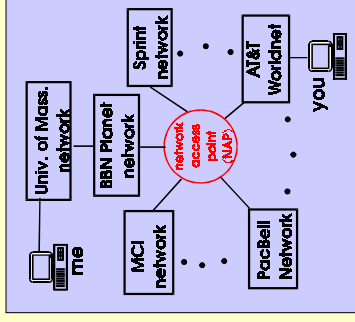 me
Univ. of Mass.
network
BBN Planet
network
MCI
network
Sprint
network
network
access
point
(NAP)
PacBell
Network
AT&T
Worldnet
you